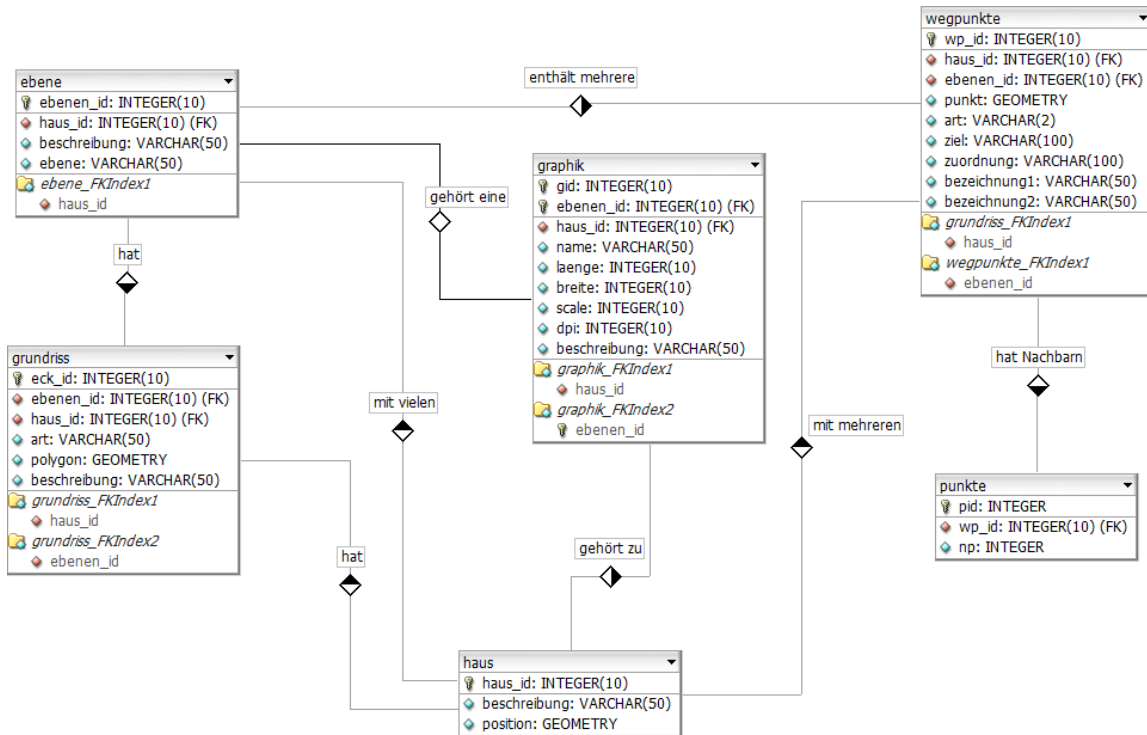 ebene
ebenen_id: INTEGER(10)
haus_id: INTEGER(10) (FK)
beschreibung: VARCHAR(50)
ebene: VARCHAR(50)
ebene_FKIndex1
haus_id
enthält mehrere
wegpunkte
wp_id: INTEGER(10)
haus_id: INTEGER(10) (FK)
ebenen_id: INTEGER(10) (FK)
punkt: GEOMETRY
art: VARCHAR(2)
ziel: VARCHAR(100)
zuordnung: VARCHAR(100)
bezeichnung1: VARCHAR(50)
bezeichnung2: VARCHAR(50)
grundriss_FKIndex1
haus_id
wegpunkte_FKIndex1
ebenen_id
gehört eine
graphik
gid: INTEGER(10)
ebenen_id: INTEGER(10) (FK)
haus_id: INTEGER(10) (FK)
name: VARCHAR(50)
laenge: INTEGER(10)
breite: INTEGER(10)
scale: INTEGER(10)
dpi: INTEGER(10)
beschreibung: VARCHAR(50)
graphik_FKIndex1
haus_id
graphik_FKIndex2
ebenen_id
hat
grundriss
eck_id: INTEGER(10)
ebenen_id: INTEGER(10) (FK)
haus_id: INTEGER(10) (FK)
art: VARCHAR(50)
polygon: GEOMETRY
beschreibung: VARCHAR(50)
grundriss_FKIndex1
haus_id
grundriss_FKIndex2
ebenen_id
mit vielen
mit mehreren
hat Nachbarn
punkte
pid: INTEGER
wp_id: INTEGER(10) (FK)
np: INTEGER
hat
gehört zu
haus
haus_id: INTEGER(10)
beschreibung: VARCHAR(50)
position: GEOMETRY